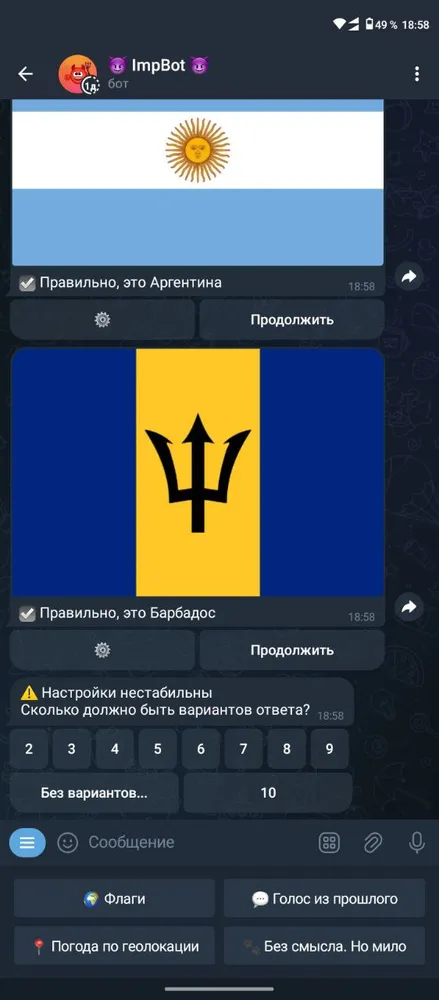 49 % 18:58
😈 ImpBot 😈
1д
бот
Правильно, это Аргентина
18:58
Продолжить
Правильно, это Барбадос
18:58
Продолжить
⚠️ Настройки нестабильны
Сколько должно быть вариантов ответа? 18:58
2 3 4 5 6 7 8 9
Без вариантов... 10
Сообщение
🌍 Флаги 💬 Голос из прошлого
📍 Погода по геолокации 🐾 Без смысла. Но мило